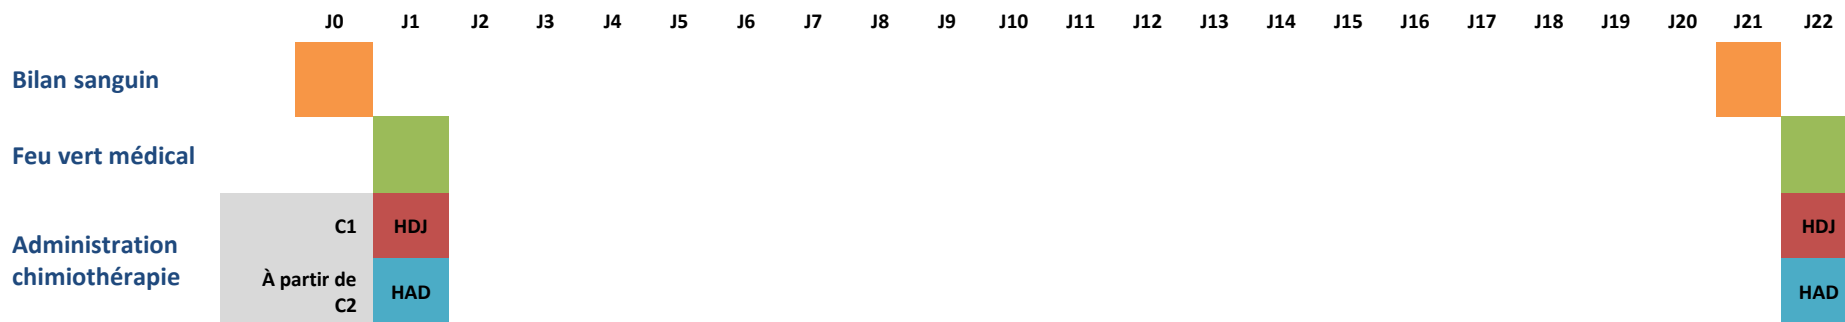 J0 J1 J2 J3 J4 J5 J6 J7 J8 J9 J10 J11 J12 J13 J14 J15 J16 J17 J18 J19 J20 J21 J22
Bilan sanguin
Feu vert médical
Administration
chimiothérapie
C1 HDJ HDJ
À partir de
C2
HAD HAD